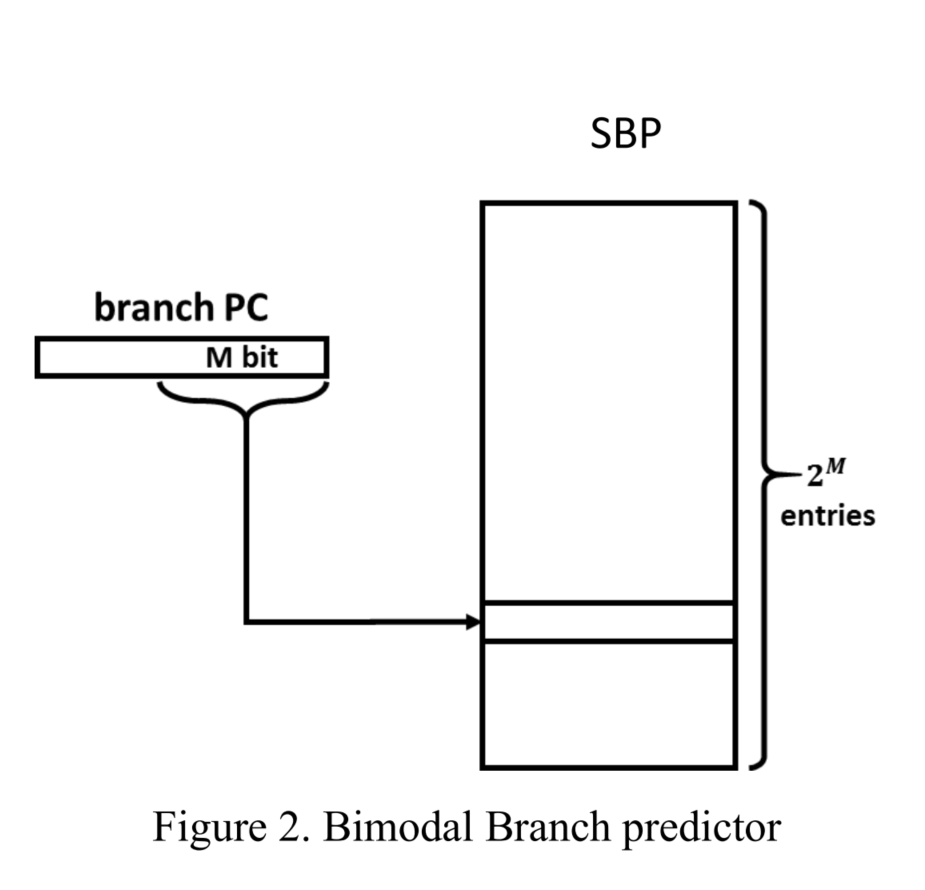 SBP
branch PC
M bit
2^M
entries
Figure 2. Bimodal Branch predictor